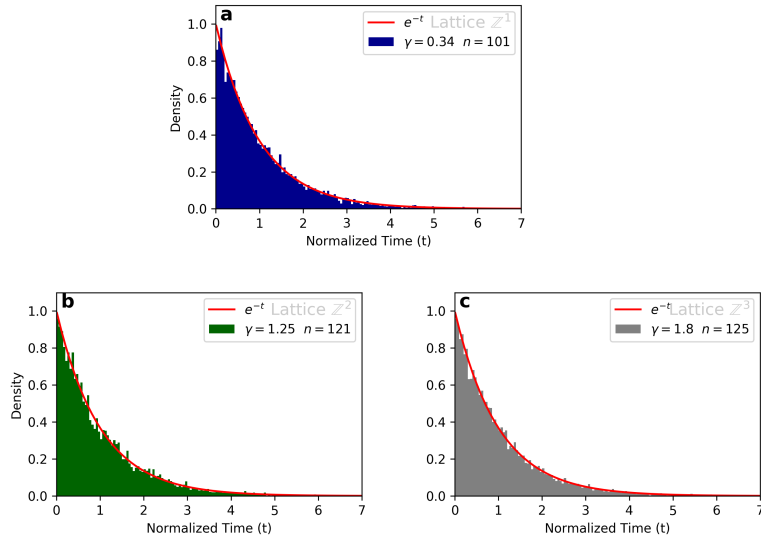 a
e^{-t} Lattice ℤ^1
γ = 0.34 n = 101
1.0
0.8
0.6
0.4
0.2
0.0
Density
0 1 2 3 4 5 6 7
Normalized Time (t)
b
e^{-t} Lattice ℤ^2
γ = 1.25 n = 121
1.0
0.8
0.6
0.4
0.2
0.0
Density
0 1 2 3 4 5 6 7
Normalized Time (t)
c
e^{-t} Lattice ℤ^3
γ = 1.8 n = 125
1.0
0.8
0.6
0.4
0.2
0.0
0 1 2 3 4 5 6 7
Normalized Time (t)